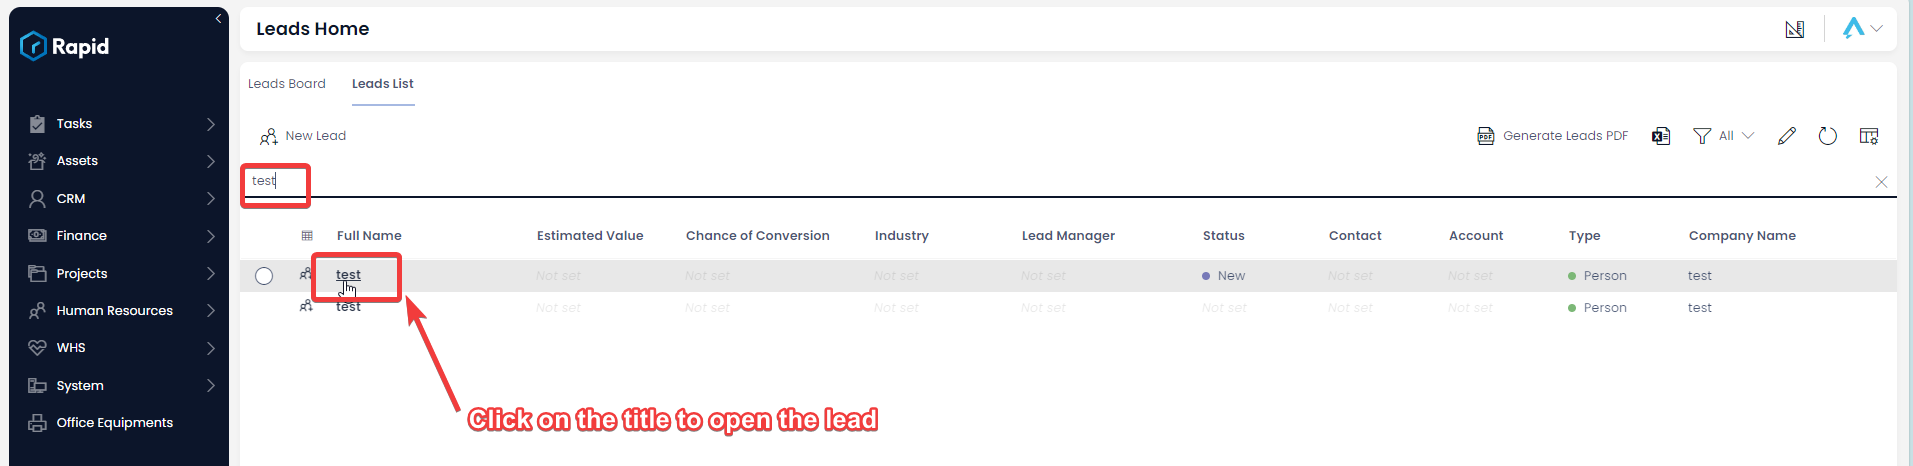 Rapid
Tasks
Assets
CRM
Finance
Projects
Human Resources
WHS
System
Office Equipments
Leads Home
Leads Board Leads List
New Lead
PDF Generate Leads PDF All
test
Full Name Estimated Value Chance of Conversion Industry Lead Manager Status Contact Account Type Company Name
test Not set Not set Not set Not set New Not set Not set Person test
test Not set Not set Not set Not set Not set Not set Not set Person test
Click on the title to open the lead